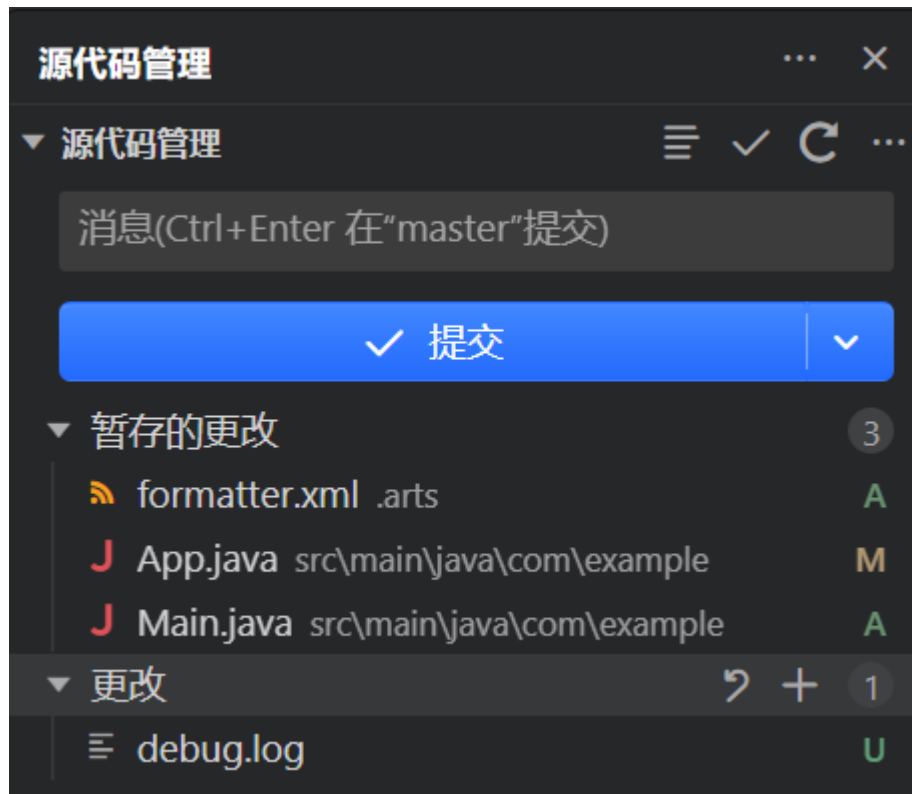 源代码管理
源代码管理
消息(Ctrl+Enter 在“master”提交)
提交
暂存的更改 3
formatter.xml .arts A
App.java src\main\java\com\example M
Main.java src\main\java\com\example A
更改 1
debug.log U